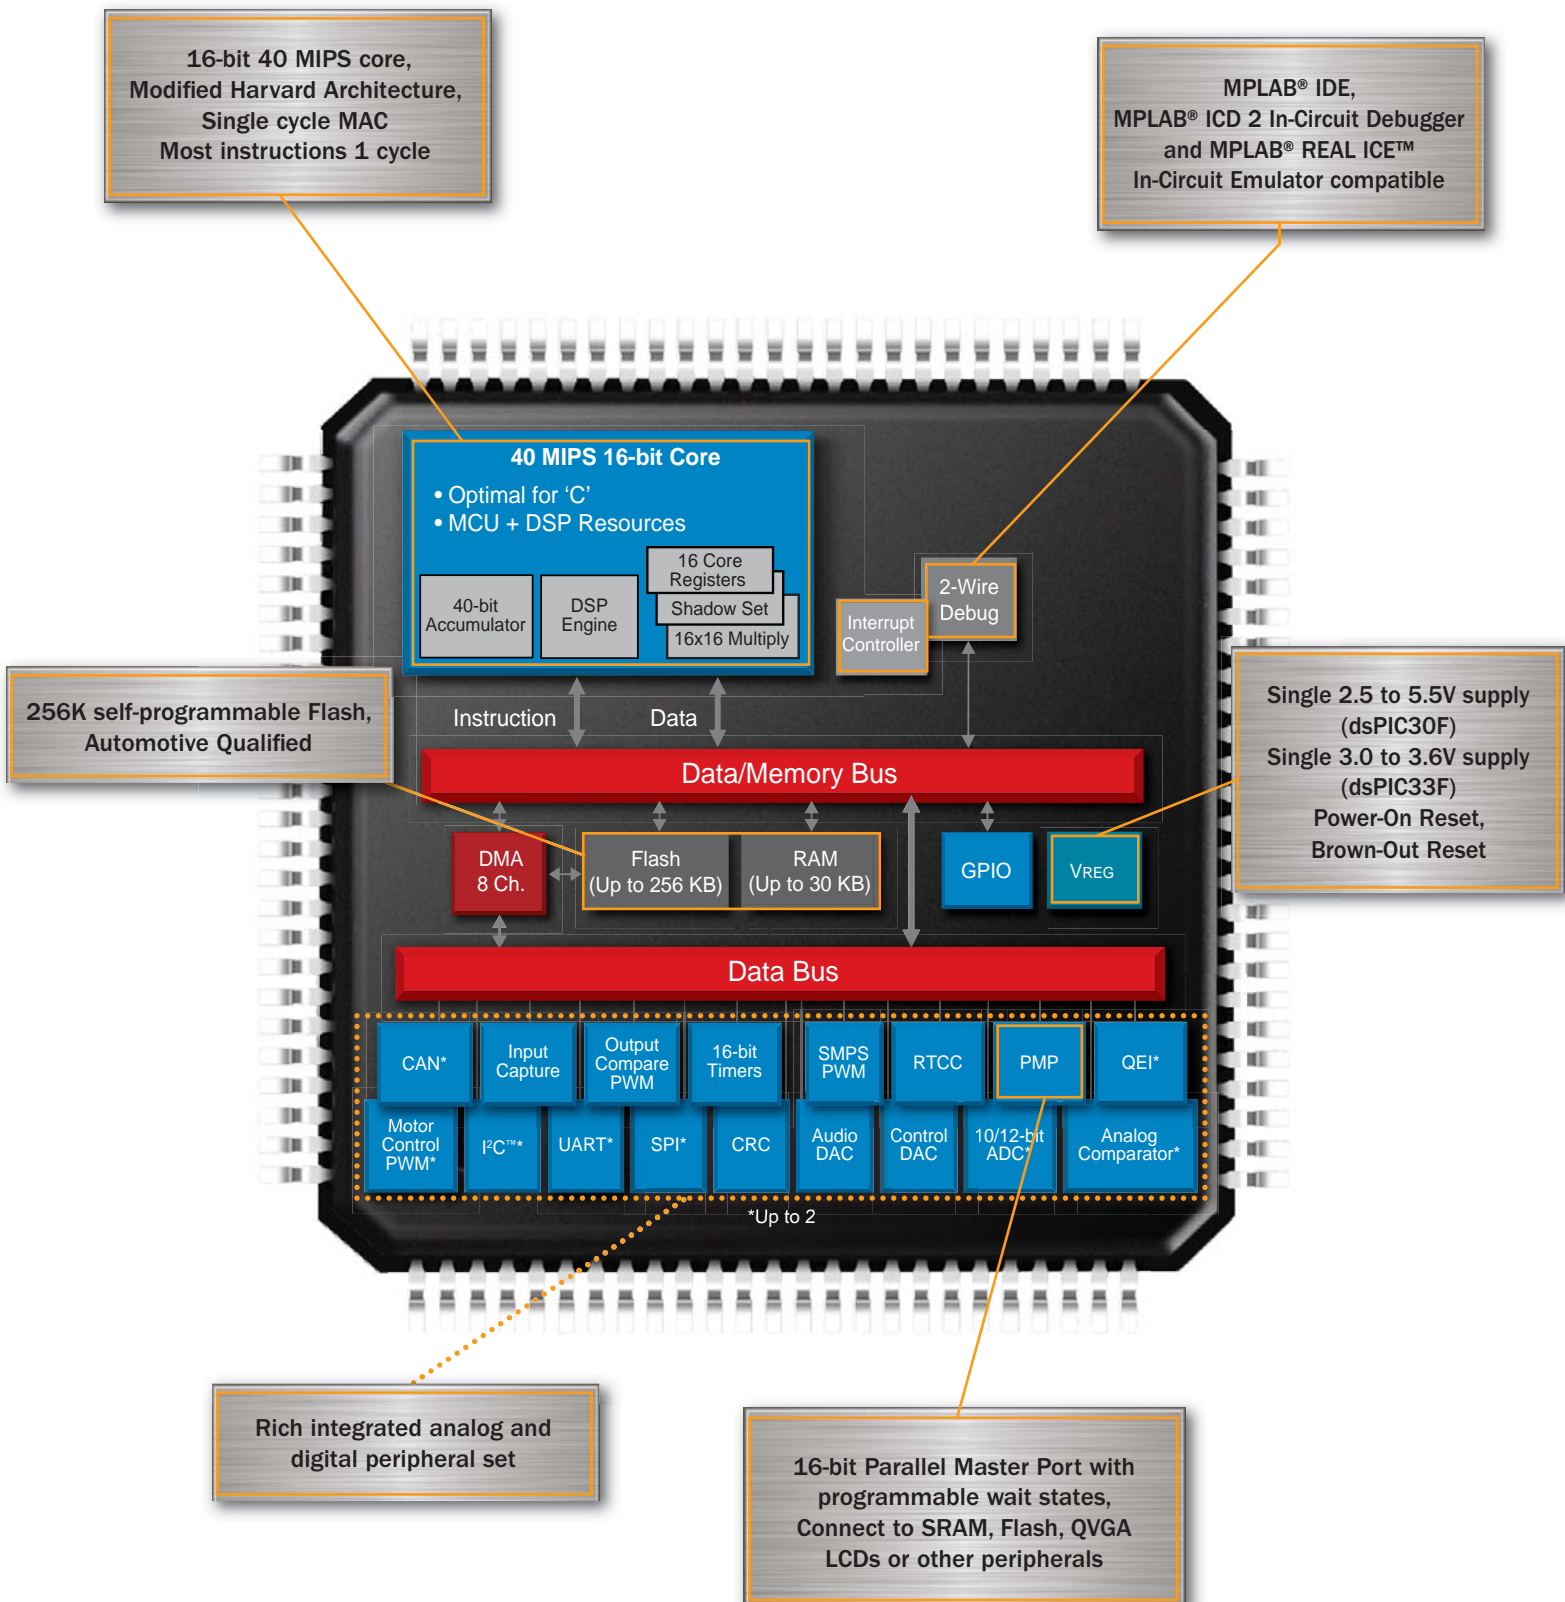 16-bit 40 MIPS core,
Modified Harvard Architecture,
Single cycle MAC
Most instructions 1 cycle
MPLAB® IDE,
MPLAB® ICD 2 In-Circuit Debugger
and MPLAB® REAL ICE™
In-Circuit Emulator compatible
40 MIPS 16-bit Core
• Optimal for ‘C’
• MCU + DSP Resources
40-bit
Accumulator
DSP
Engine
16 Core
Registers
Shadow Set
16x16 Multiply
Interrupt
Controller
2-Wire
Debug
256K self-programmable Flash,
Automotive Qualified
Instruction
Data
Single 2.5 to 5.5V supply
(dsPIC30F)
Single 3.0 to 3.6V supply
(dsPIC33F)
Power-On Reset,
Brown-Out Reset
Data/Memory Bus
DMA
8 Ch.
Flash
(Up to 256 KB)
RAM
(Up to 30 KB)
GPIO
VREG
Data Bus
CAN*
Input
Capture
Output
Compare
PWM
16-bit
Timers
SMPS
PWM
RTCC
PMP
QEI*
Motor
Control
PWM*
I²C™*
UART*
SPI*
CRC
Audio
DAC
Control
DAC
10/12-bit
ADC*
Analog
Comparator*
*Up to 2
Rich integrated analog and
digital peripheral set
16-bit Parallel Master Port with
programmable wait states,
Connect to SRAM, Flash, QVGA
LCDs or other peripherals